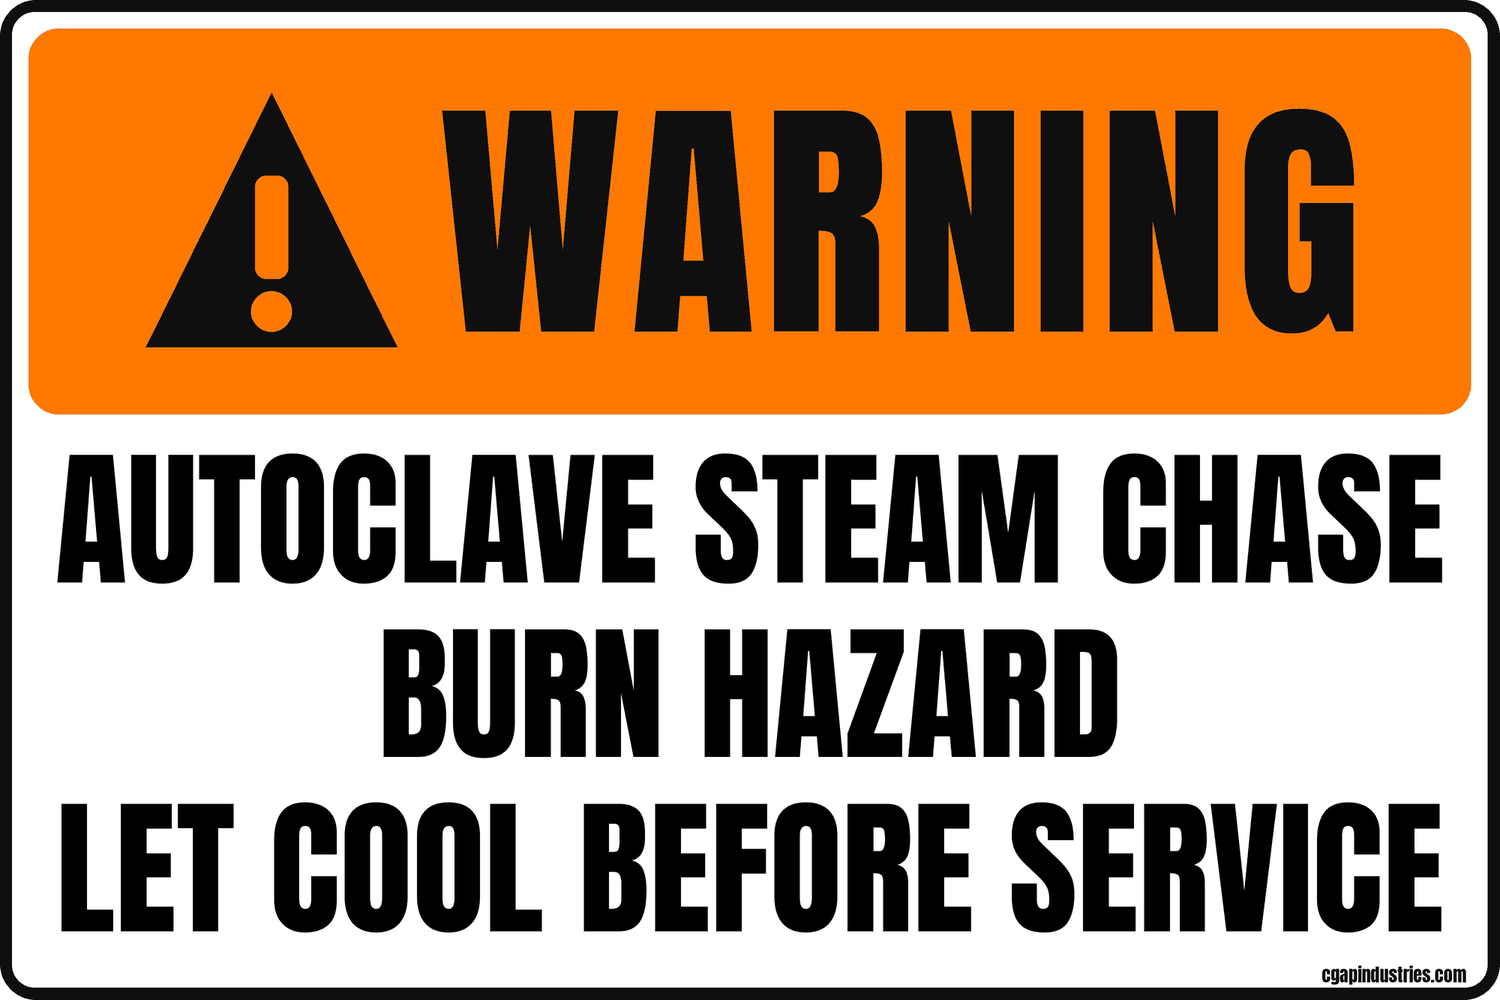 WARNING
AUTOCLAVE STEAM CHASE
BURN HAZARD
LET COOL BEFORE SERVICE
cgapindustries.com